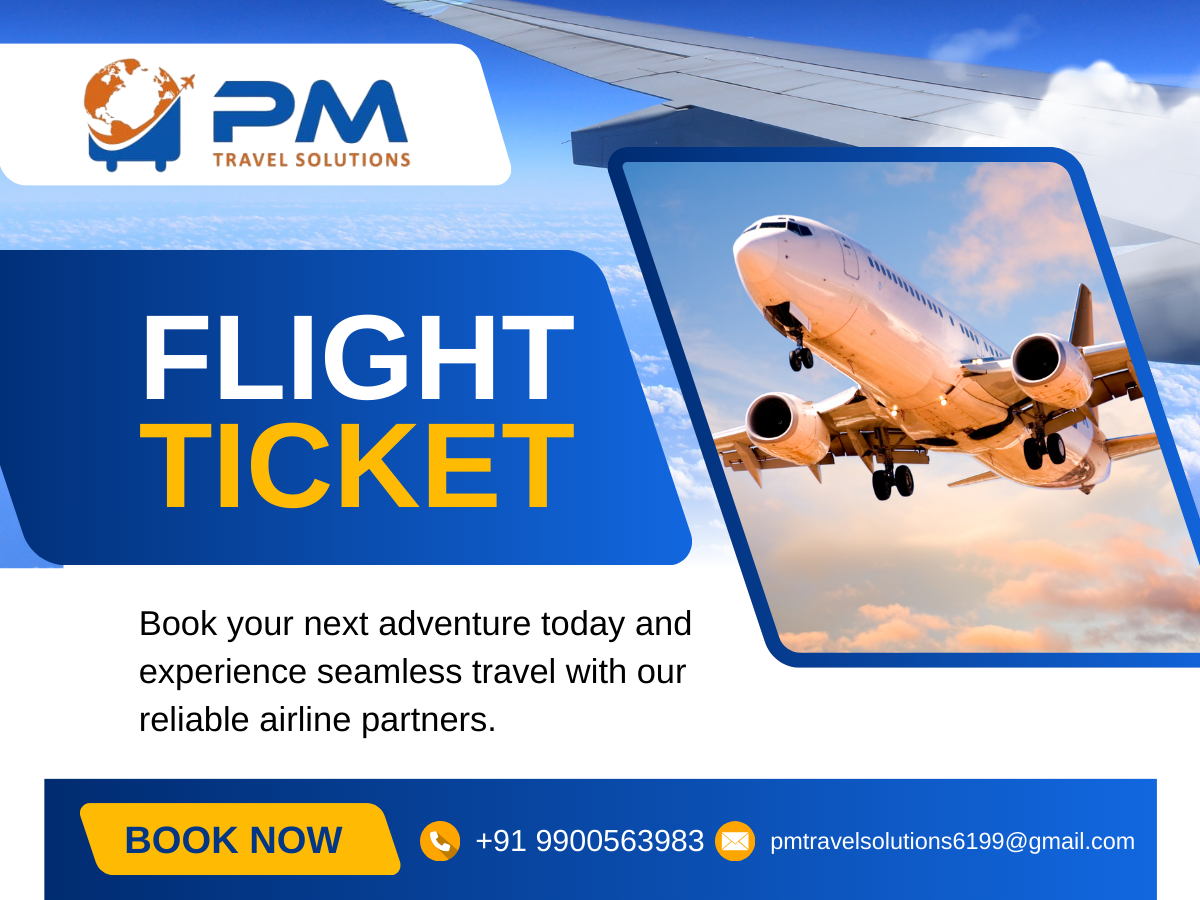 PM
TRAVEL SOLUTIONS
FLIGHT
TICKET
Book your next adventure today and
experience seamless travel with our
reliable airline partners.
BOOK NOW
+91 9900563983
pmtravelsolutions6199@gmail.com